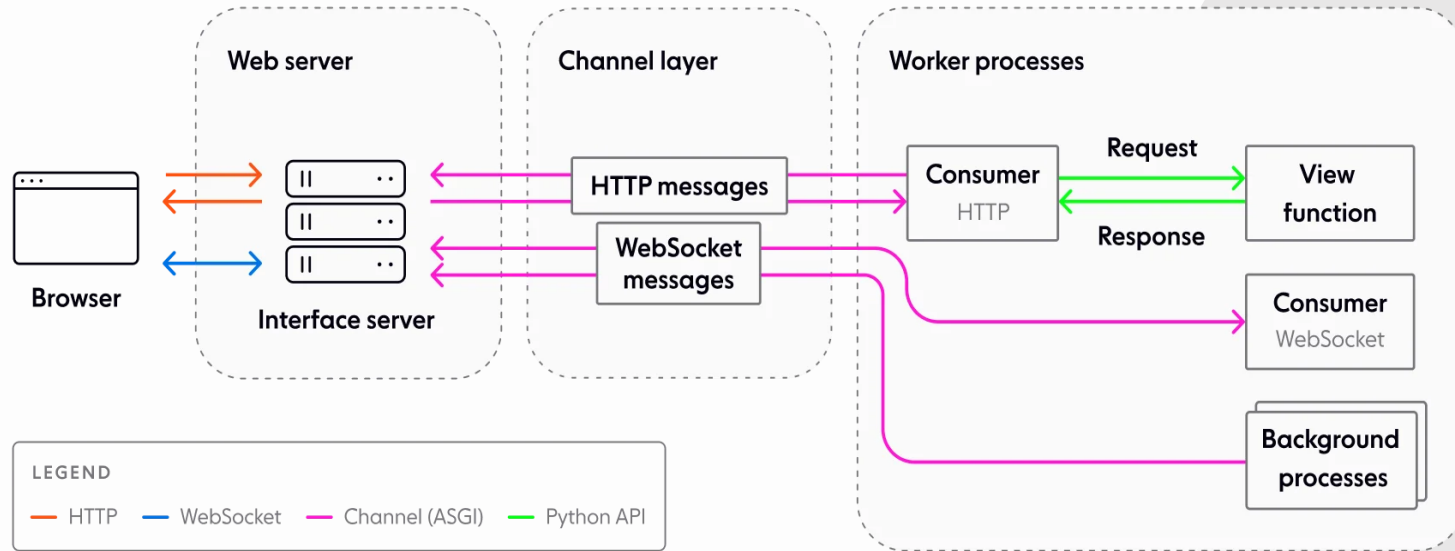 Web server
Channel layer
Worker processes
Browser
Interface server
HTTP messages
WebSocket
messages
Consumer
HTTP
Request
Response
View
function
Consumer
WebSocket
Background
processes
LEGEND
HTTP
WebSocket
Channel (ASGI)
Python API